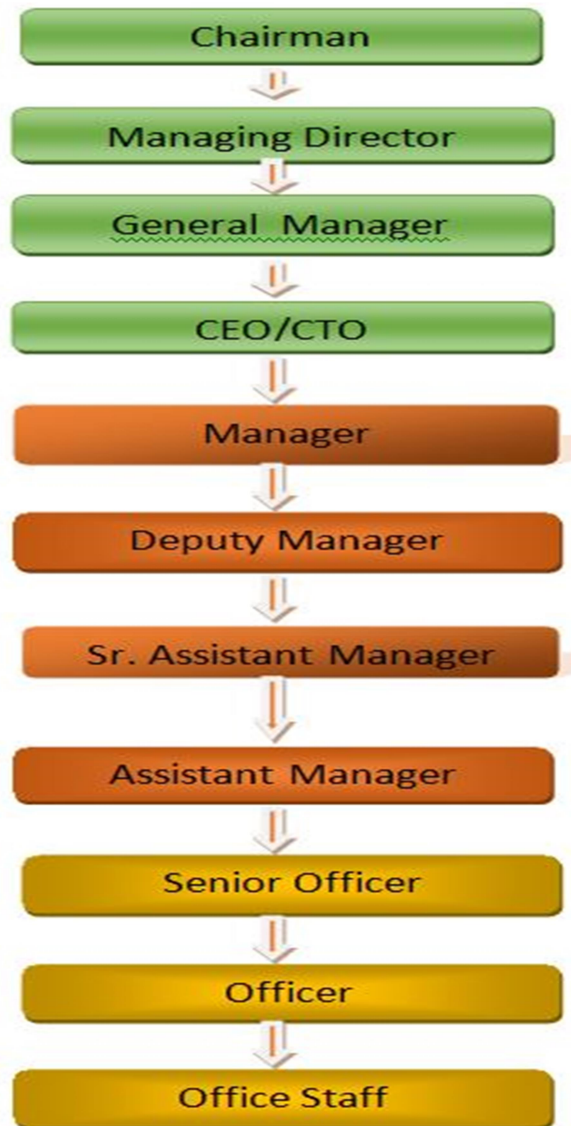 Chairman
Managing Director
General Manager
CEO/CTO
Manager
Deputy Manager
Sr. Assistant Manager
Assistant Manager
Senior Officer
Officer
Office Staff